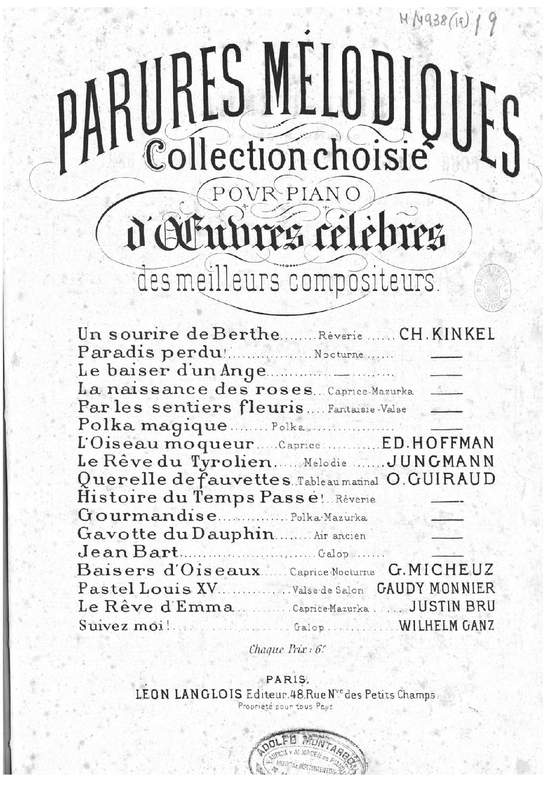 M/4938(19) 19
PARURES MÉLODIQUES
Collection choisie
POVR PIANO
d'Œuvres célèbres
des meilleurs compositeurs.
Un sourire de Berthe........ Rêverie ...... CH. KINKEL
Paradis perdu!................ Nocturne ...... —
Le baiser d'un Ange............ — ........ —
La naissance des roses.. Caprice-Mazurka —
Par les sentiers fleuris.... Fantaisie-Valse —
Polka magique ........ Polka ................ —
L'Oiseau moqueur .... Caprice ............ ED. HOFFMAN
Le Rêve du Tyrolien...... Mélodie ...... JUNGMANN
Querelle de fauvettes.. Tableau matinal O. GUIRAUD
Histoire du Temps Passé!.. Rêverie —
Gourmandise............ Polka-Mazurka —
Gavotte du Dauphin........ Air ancien —
Jean Bart...................... Galop ...... —
Baisers d'Oiseaux ..... Caprice-Nocturne G. MICHEUZ
Pastel Louis XV............ Valse de Salon GAUDY MONNIER
Le Rêve d'Emma .......... Caprice-Mazurka ..... JUSTIN BRU
Suivez moi!.................. Galop ............ WILHELM GANZ
Chaque Prix: 6f.
PARIS.
LÉON LANGLOIS Editeur. 48, Rue Nve des Petits Champs
Propriété pour tous Pays.
ADOLFO MONTARGON